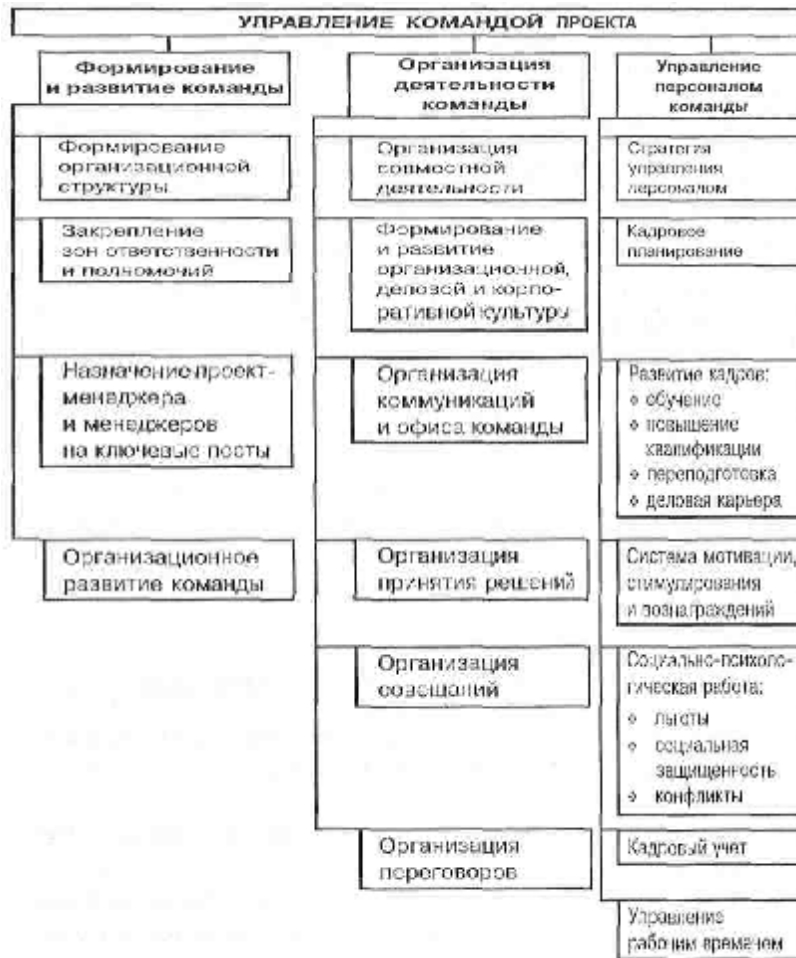 УПРАВЛЕНИЕ КОМАНДОЙ ПРОЕКТА
Формирование
и развитие команды
Формирование
организационной
структуры
Закрепление
зон ответственности
и полномочий
Назначение проект-
менеджера
и менеджеров
на ключевые посты
Организационное
развитие команды
Организация
деятельности
команды
Организация
совмостной
деятельности
Формирование
и развитие
организационной,
деловой и корпо-
ративной культуры
Организация
коммуникаций
и офиса команды
Организация
принятия решений
Организация
совещаний
Организация
переговоров
Управление
персоналом
команды
Стратегия
управления
персоналом
Кадровое
планирование
Развитие кадров:
обучение
повышение
квалификации
переподготовка
деловая карьера
Система мотивации,
стимулирования
и вознаграждений
Социально-психоло-
гическая работа:
льготы
социальная
защищенность
конфликты
Кадровый учет
Управление
рабочим временем